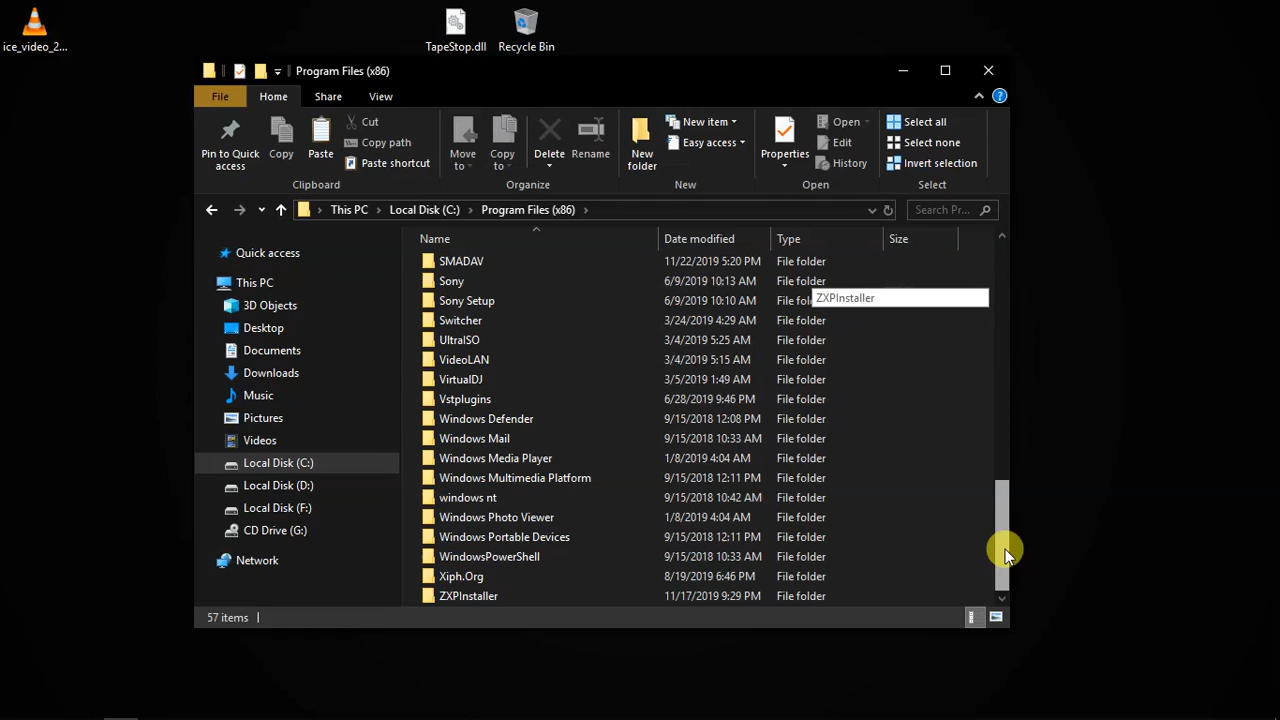 ice_video_2...
TapeStop.dll
Recycle Bin
Program Files (x86)
File
Home
Share
View
Pin to Quick access
Copy
Paste
Cut
Copy path
Paste shortcut
Clipboard
Move to
Copy to
Delete
Rename
Organize
New folder
New item
Easy access
New
Properties
Open
Edit
History
Open
Select all
Select none
Invert selection
Select
This PC > Local Disk (C:) > Program Files (x86) >
Search Pr...
Quick access
This PC
3D Objects
Desktop
Documents
Downloads
Music
Pictures
Videos
Local Disk (C:)
Local Disk (D:)
Local Disk (F:)
CD Drive (G:)
Network
Name Date modified Type Size
SMADAV 11/22/2019 5:20 PM File folder
Sony 6/9/2019 10:13 AM File folder
Sony Setup 6/9/2019 10:10 AM File fo
ZXPInstaller
Switcher 3/24/2019 4:29 AM File folder
UltraISO 3/4/2019 5:25 AM File folder
VideoLAN 3/4/2019 5:15 AM File folder
VirtualDJ 3/5/2019 1:49 AM File folder
Vstplugins 6/28/2019 9:46 PM File folder
Windows Defender 9/15/2018 12:08 PM File folder
Windows Mail 9/15/2018 10:33 AM File folder
Windows Media Player 1/8/2019 4:04 AM File folder
Windows Multimedia Platform 9/15/2018 12:11 PM File folder
windows nt 9/15/2018 10:42 AM File folder
Windows Photo Viewer 1/8/2019 4:04 AM File folder
Windows Portable Devices 9/15/2018 12:11 PM File folder
WindowsPowerShell 9/15/2018 10:33 AM File folder
Xiph.Org 8/19/2019 6:46 PM File folder
ZXPInstaller 11/17/2019 9:29 PM File folder
57 items